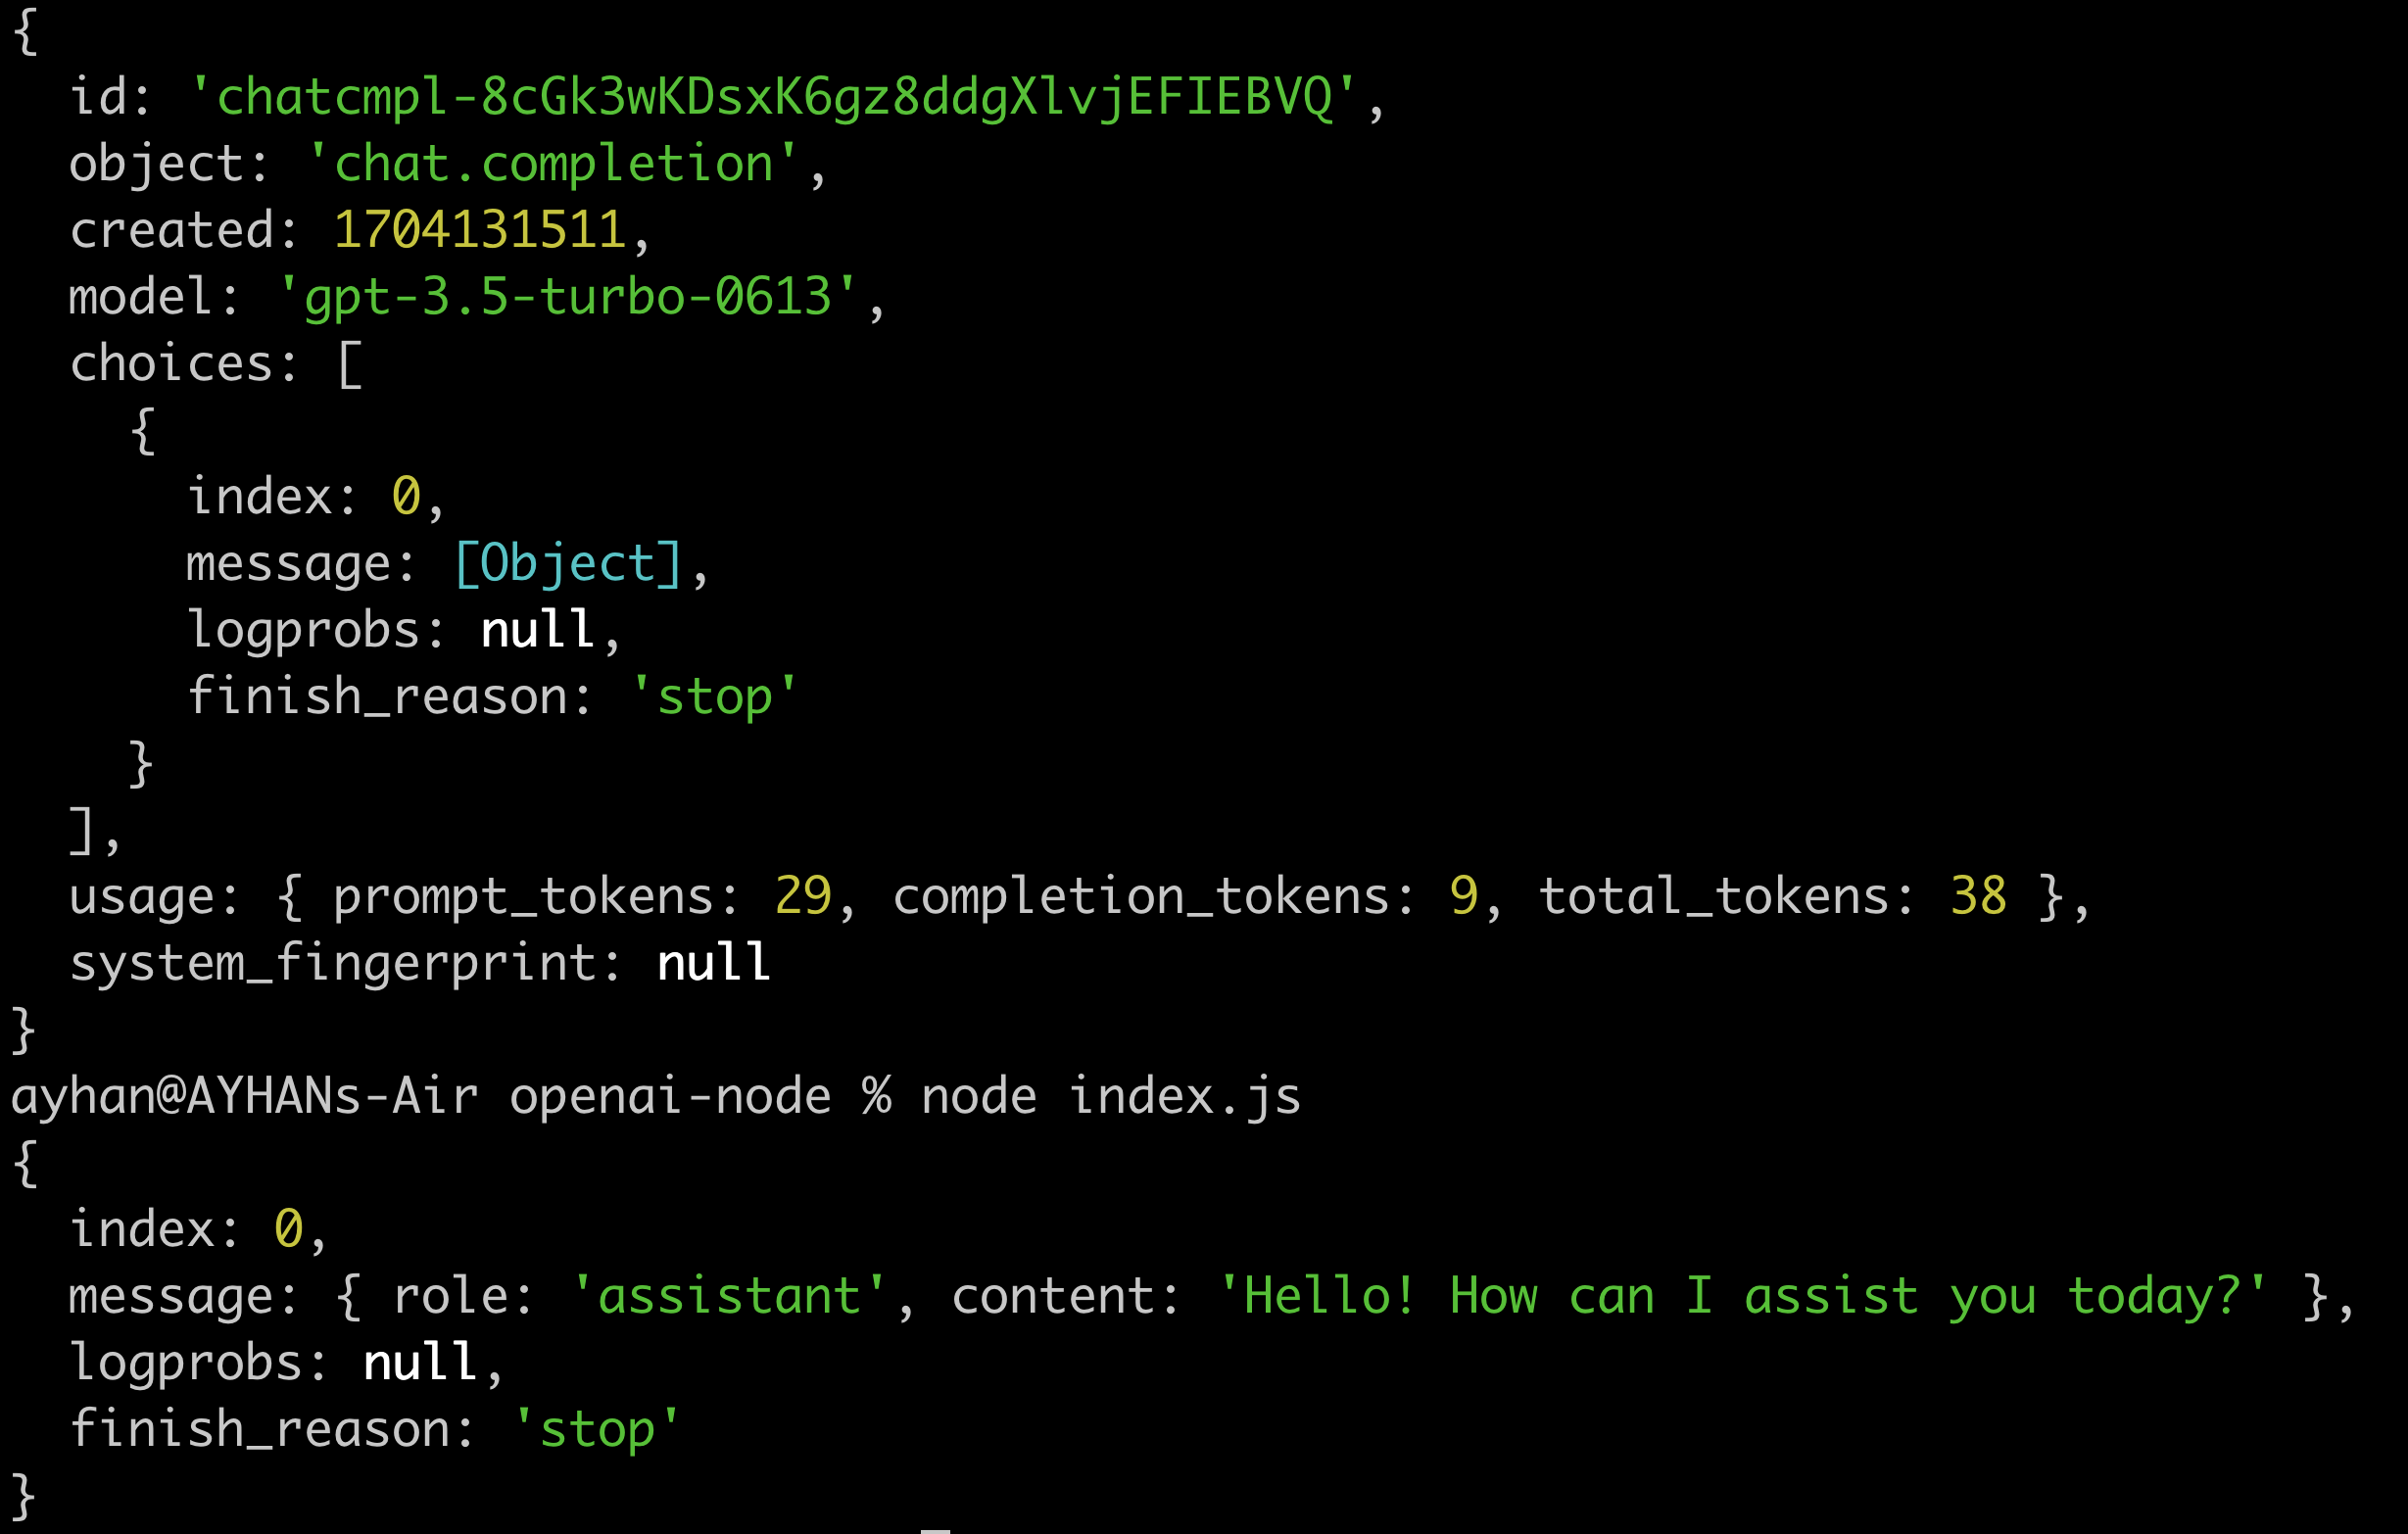 {
  id: 'chatcmpl-8cGk3wKDsxK6gz8ddgXlvjEFIEBVQ',
  object: 'chat.completion',
  created: 1704131511,
  model: 'gpt-3.5-turbo-0613',
  choices: [
    {
      index: 0,
      message: [Object],
      logprobs: null,
      finish_reason: 'stop'
    }
  ],
  usage: { prompt_tokens: 29, completion_tokens: 9, total_tokens: 38 },
  system_fingerprint: null
}
ayhan@AYHANs-Air openai-node % node index.js
{
  index: 0,
  message: { role: 'assistant', content: 'Hello! How can I assist you today?' },
  logprobs: null,
  finish_reason: 'stop'
}